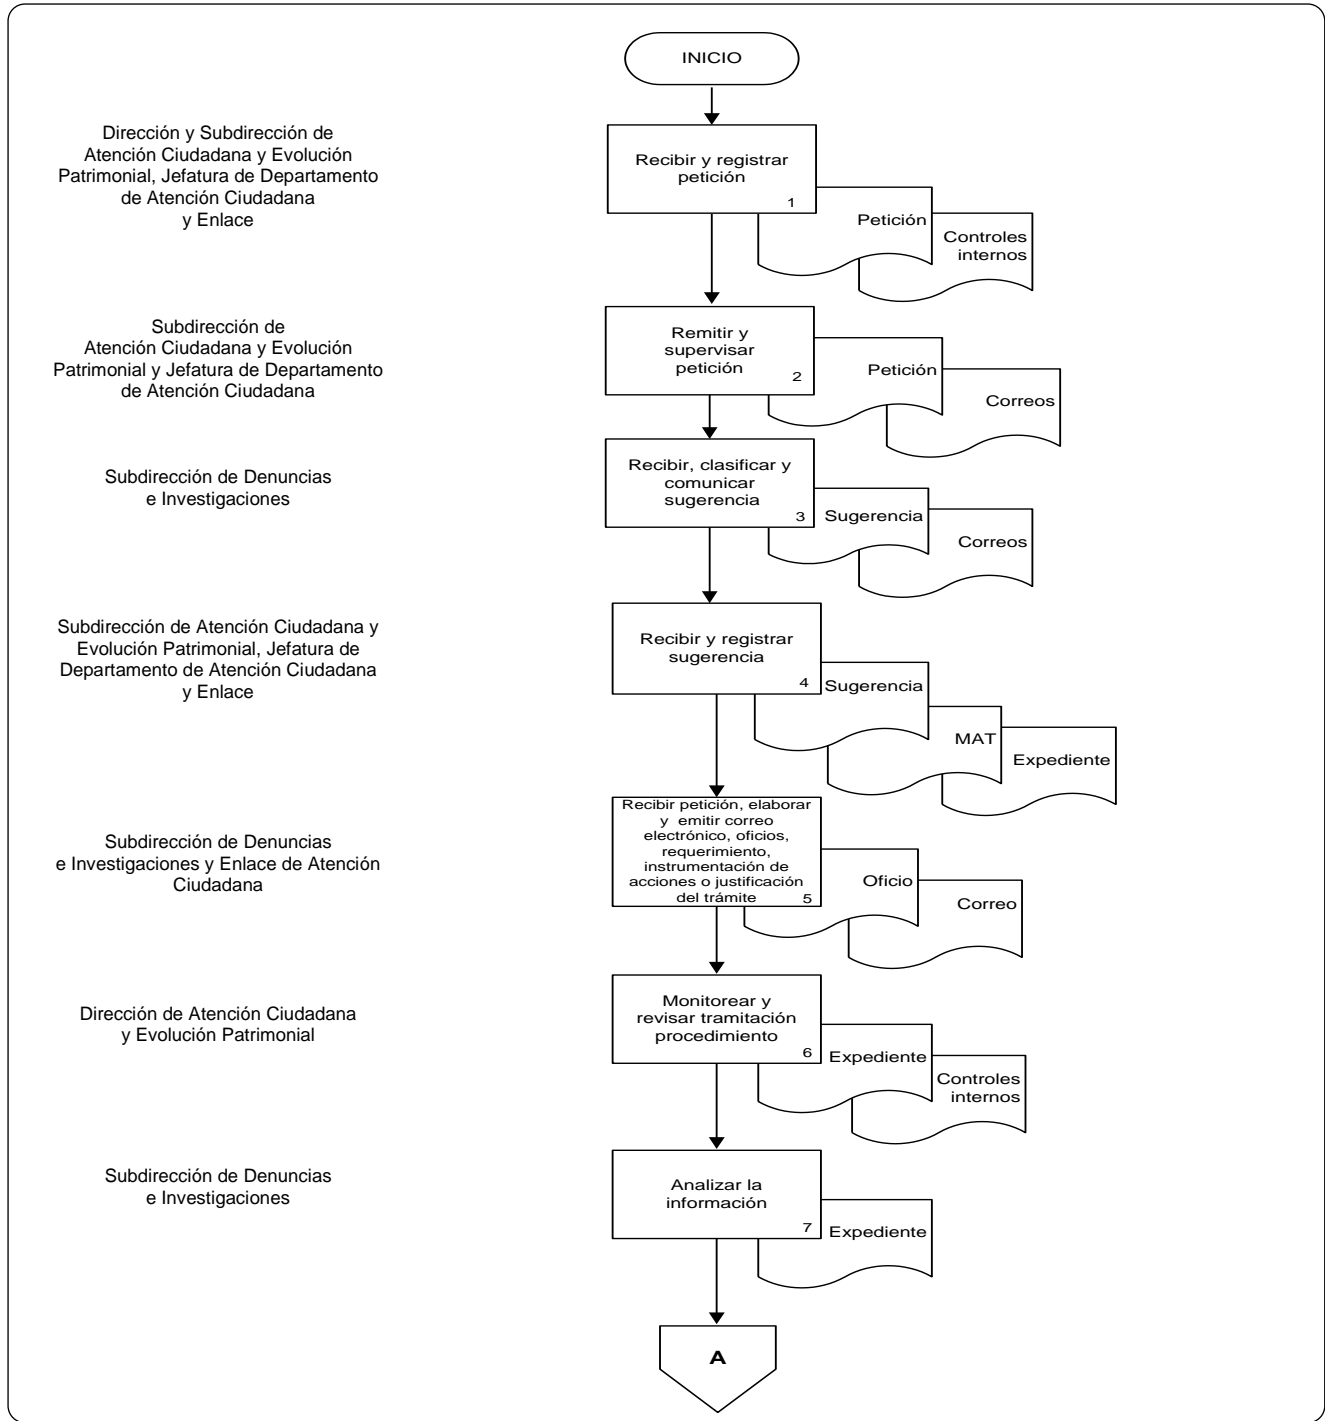 INICIO
Dirección y Subdirección de
Atención Ciudadana y Evolución
Patrimonial, Jefatura de Departamento
de Atención Ciudadana
y Enlace
Recibir y registrar
petición
1
Petición
Controles
internos
Subdirección de
Atención Ciudadana y Evolución
Patrimonial y Jefatura de Departamento
de Atención Ciudadana
Remitir y
supervisar
petición
2
Petición
Correos
Subdirección de Denuncias
e Investigaciones
Recibir, clasificar y
comunicar
sugerencia
3
Sugerencia
Correos
Subdirección de Atención Ciudadana y
Evolución Patrimonial, Jefatura de
Departamento de Atención Ciudadana
y Enlace
Recibir y registrar
sugerencia
4
Sugerencia
MAT
Expediente
Subdirección de Denuncias
e Investigaciones y Enlace de Atención
Ciudadana
Recibir petición, elaborar
y emitir correo
electrónico, oficios,
requerimiento,
instrumentación de
acciones o justificación
del trámite
5
Oficio
Correo
Dirección de Atención Ciudadana
y Evolución Patrimonial
Monitorear y
revisar tramitación
procedimiento
6
Expediente
Controles
internos
Subdirección de Denuncias
e Investigaciones
Analizar la
información
7
Expediente
A